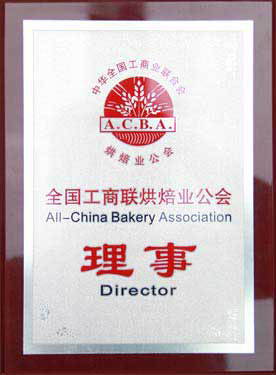 中华全国工商业联合会
A.C.B.A.
烘焙业公会
全国工商联烘焙业公会
All-China Bakery Association
理事
Director